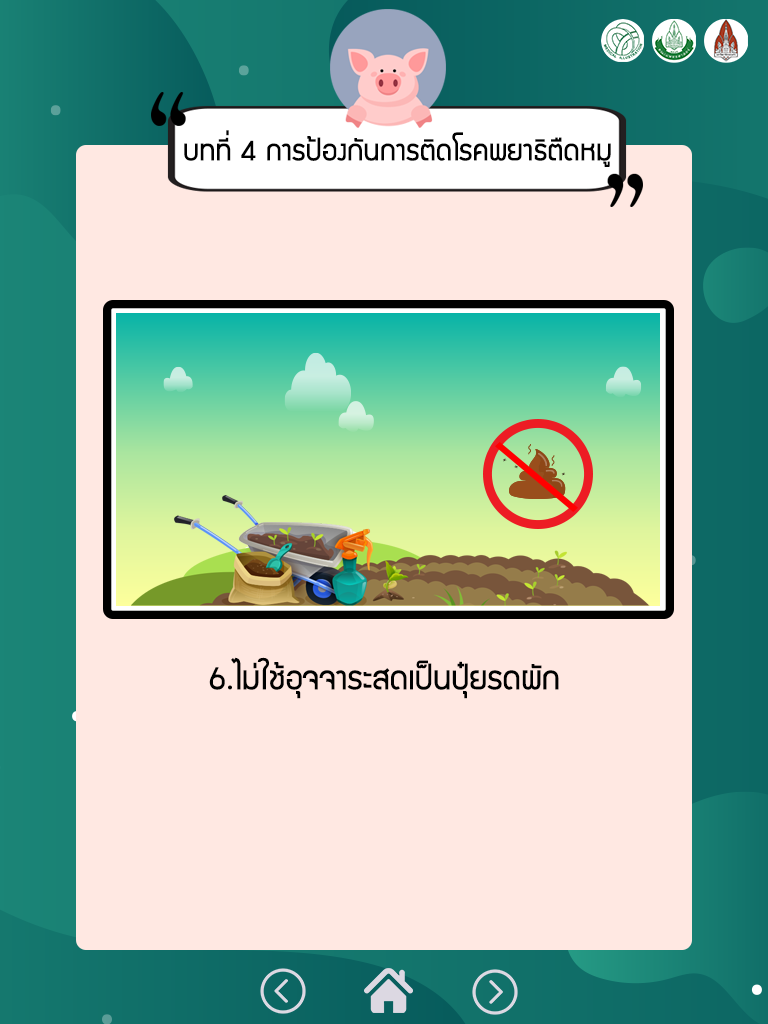 บทที่ 4 การป้องกันการติดโรคพยาธิตืดหมู
6.ไม่ใช้อุจจาระสดเป็นปุ๋ยรดผัก